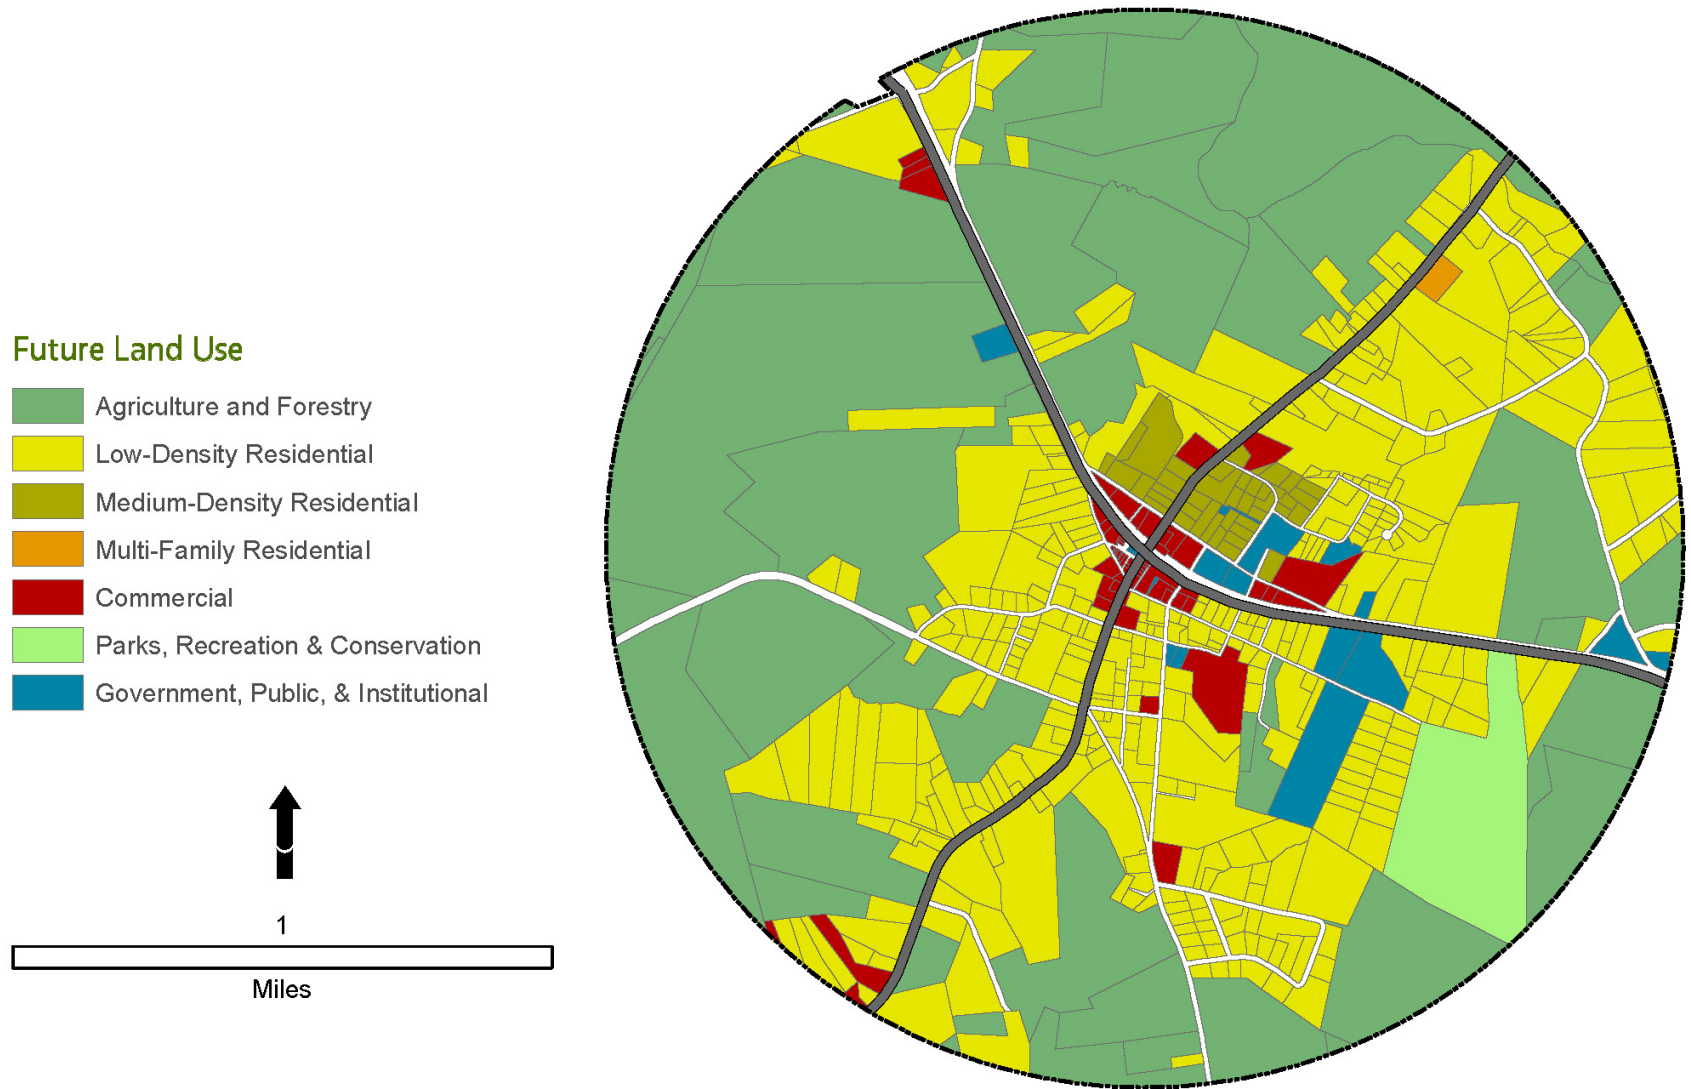 Future Land Use
Agriculture and Forestry
Low-Density Residential
Medium-Density Residential
Multi-Family Residential
Commercial
Parks, Recreation & Conservation
Government, Public, & Institutional
1
Miles